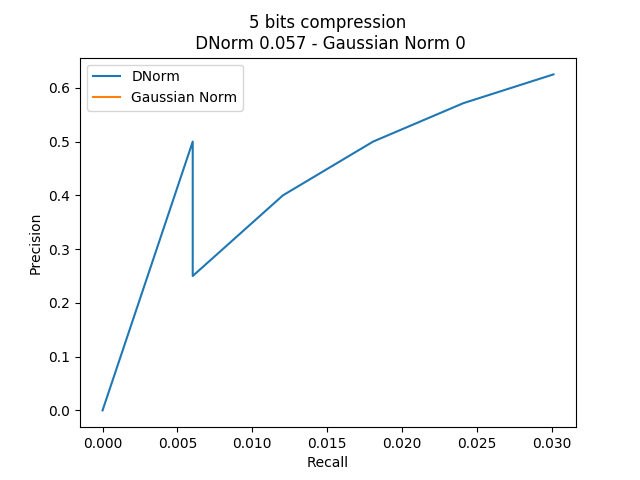 5 bits compression
DNorm 0.057 - Gaussian Norm 0
DNorm
Gaussian Norm
0.6
0.5
0.4
0.3
0.2
0.1
0.0
Precision
0.000
0.005
0.010
0.015
0.020
0.025
0.030
Recall